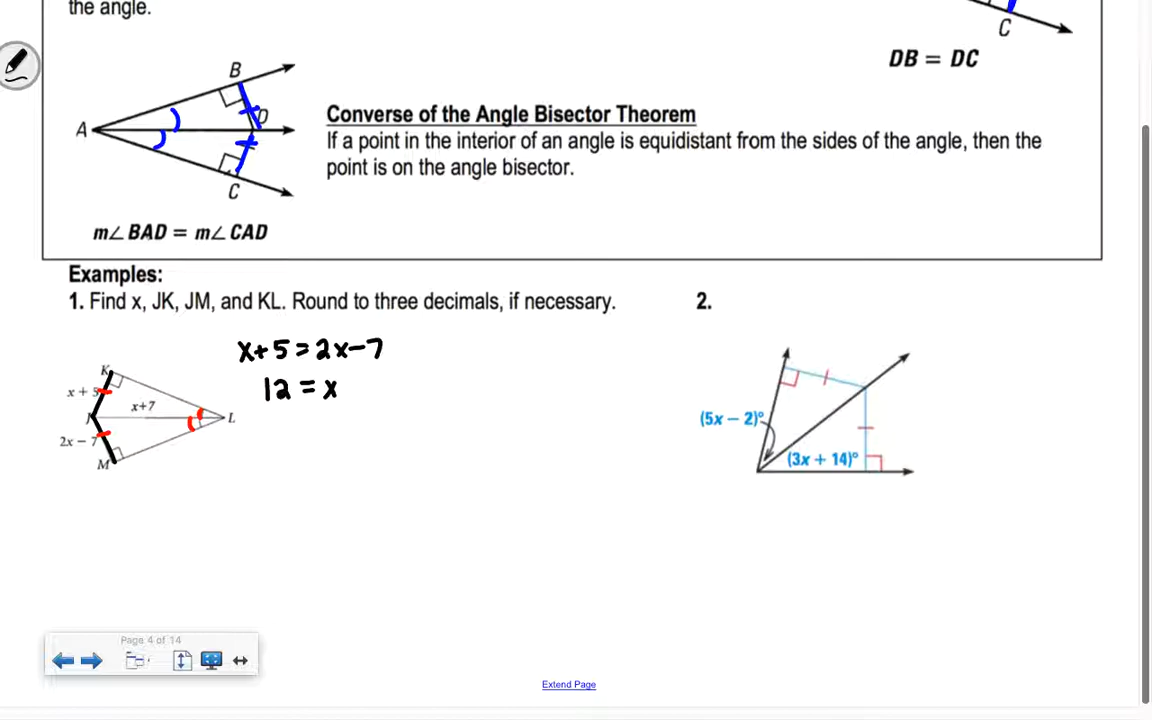 the angle.
C
DB = DC
B
A
D
C
Converse of the Angle Bisector Theorem
If a point in the interior of an angle is equidistant from the sides of the angle, then the
point is on the angle bisector.
m∠ BAD = m∠ CAD
Examples:
1. Find x, JK, JM, and KL. Round to three decimals, if necessary.
2.
x+5=2x-7
12 = x
K
x + 5
x+7
L
2x – 7
M
(5x – 2)°
(3x + 14)°
Page 4 of 14
Extend Page